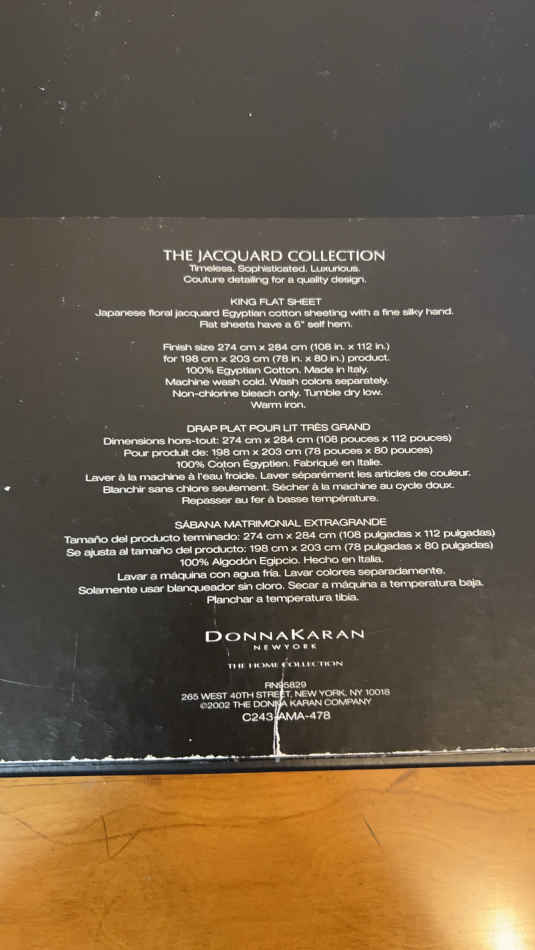 THE JACQUARD COLLECTION
Timeless. Sophisticated. Luxurious.
Couture detailing for a quality design.
KING FLAT SHEET
Japanese floral jacquard Egyptian cotton sheeting with a fine silky hand.
Flat sheets have a 6" self hem.
Finish size 274 cm x 284 cm (108 in. x 112 in.)
for 198 cm x 203 cm (78 in. x 80 in.) product.
100% Egyptian Cotton. Made in Italy.
Machine wash cold. Wash colors separately.
Non-chlorine bleach only. Tumble dry low.
Warm iron.
DRAP PLAT POUR LIT TRÈS GRAND
Dimensions hors-tout: 274 cm x 284 cm (108 pouces x 112 pouces)
Pour produit de: 198 cm x 203 cm (78 pouces x 80 pouces)
100% Coton Égyptien. Fabriqué en Italie.
Laver à la machine à l'eau froide. Laver séparément les articles de couleur.
Blanchir sans chlore seulement. Sécher à la machine au cycle doux.
Repasser au fer à basse température.
SÁBANA MATRIMONIAL EXTRAGRANDE
Tamaño del producto terminado: 274 cm x 284 cm (108 pulgadas x 112 pulgadas)
Se ajusta al tamaño del producto: 198 cm x 203 cm (78 pulgadas x 80 pulgadas)
100% Algodón Egipcio. Hecho en Italia.
Lavar a máquina con agua fría. Lavar colores separadamente.
Solamente usar blanqueador sin cloro. Secar a máquina a temperatura baja.
Planchar a temperatura tibia.
DONNAKARAN
NEWYORK
THE HOME COLLECTION
RN95829
265 WEST 40TH STREET, NEW YORK, NY 10018
©2002 THE DONNA KARAN COMPANY
C243-AMA-478